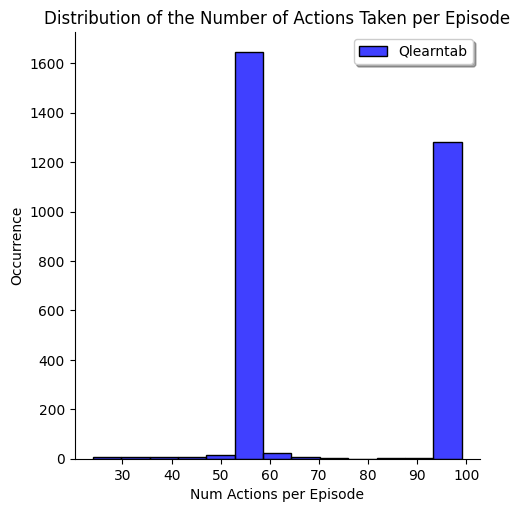 Distribution of the Number of Actions Taken per Episode
Qlearntab
1600
1400
1200
1000
800
600
400
200
0
Occurrence
30 40 50 60 70 80 90 100
Num Actions per Episode